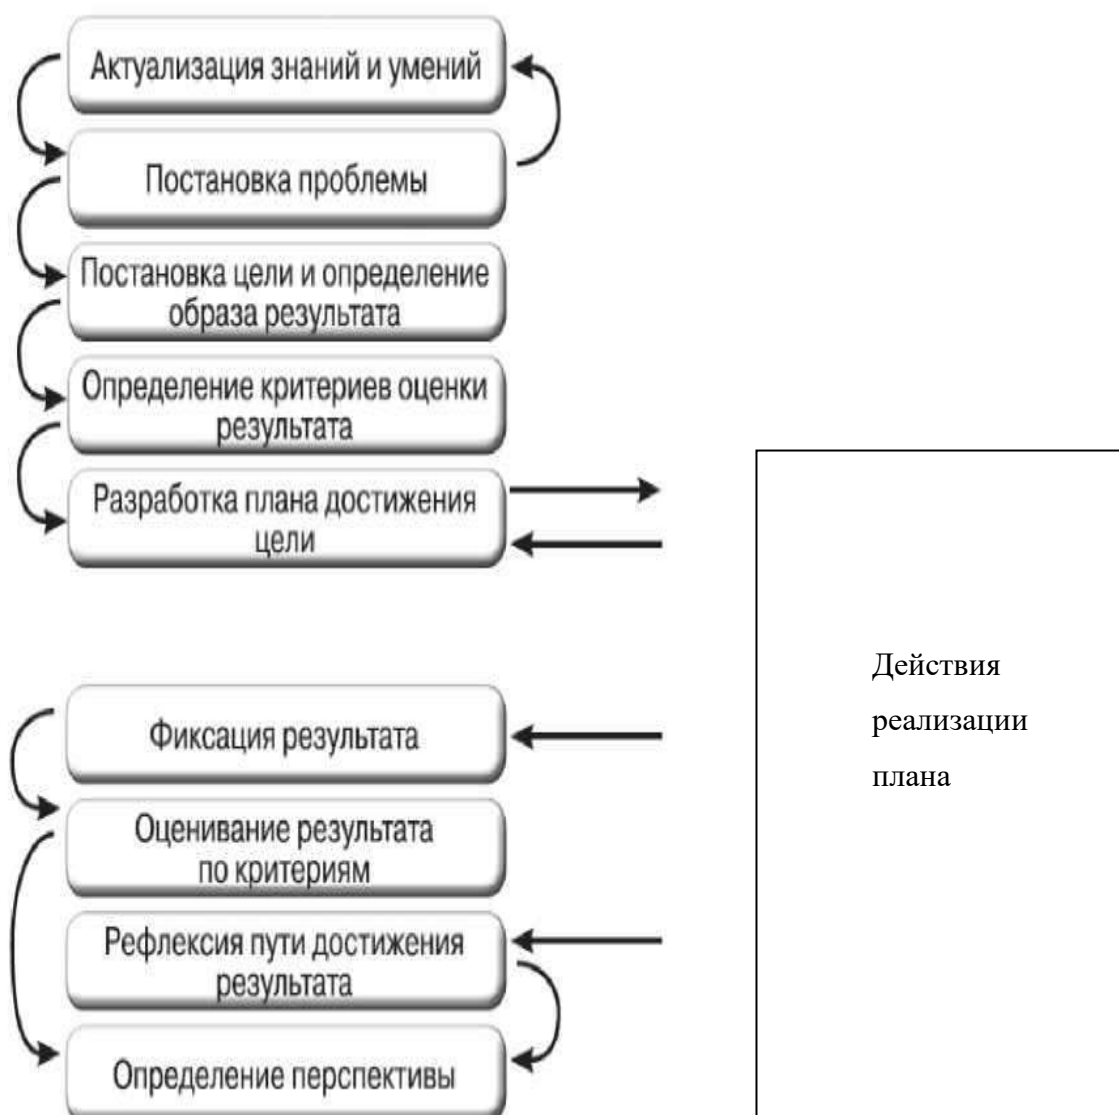 Актуализация знаний и умений
Постановка проблемы
Постановка цели и определение
образа результата
Определение критериев оценки
результата
Разработка плана достижения
цели
Действия
реализации
плана
Фиксация результата
Оценивание результата
по критериям
Рефлексия пути достижения
результата
Определение перспективы